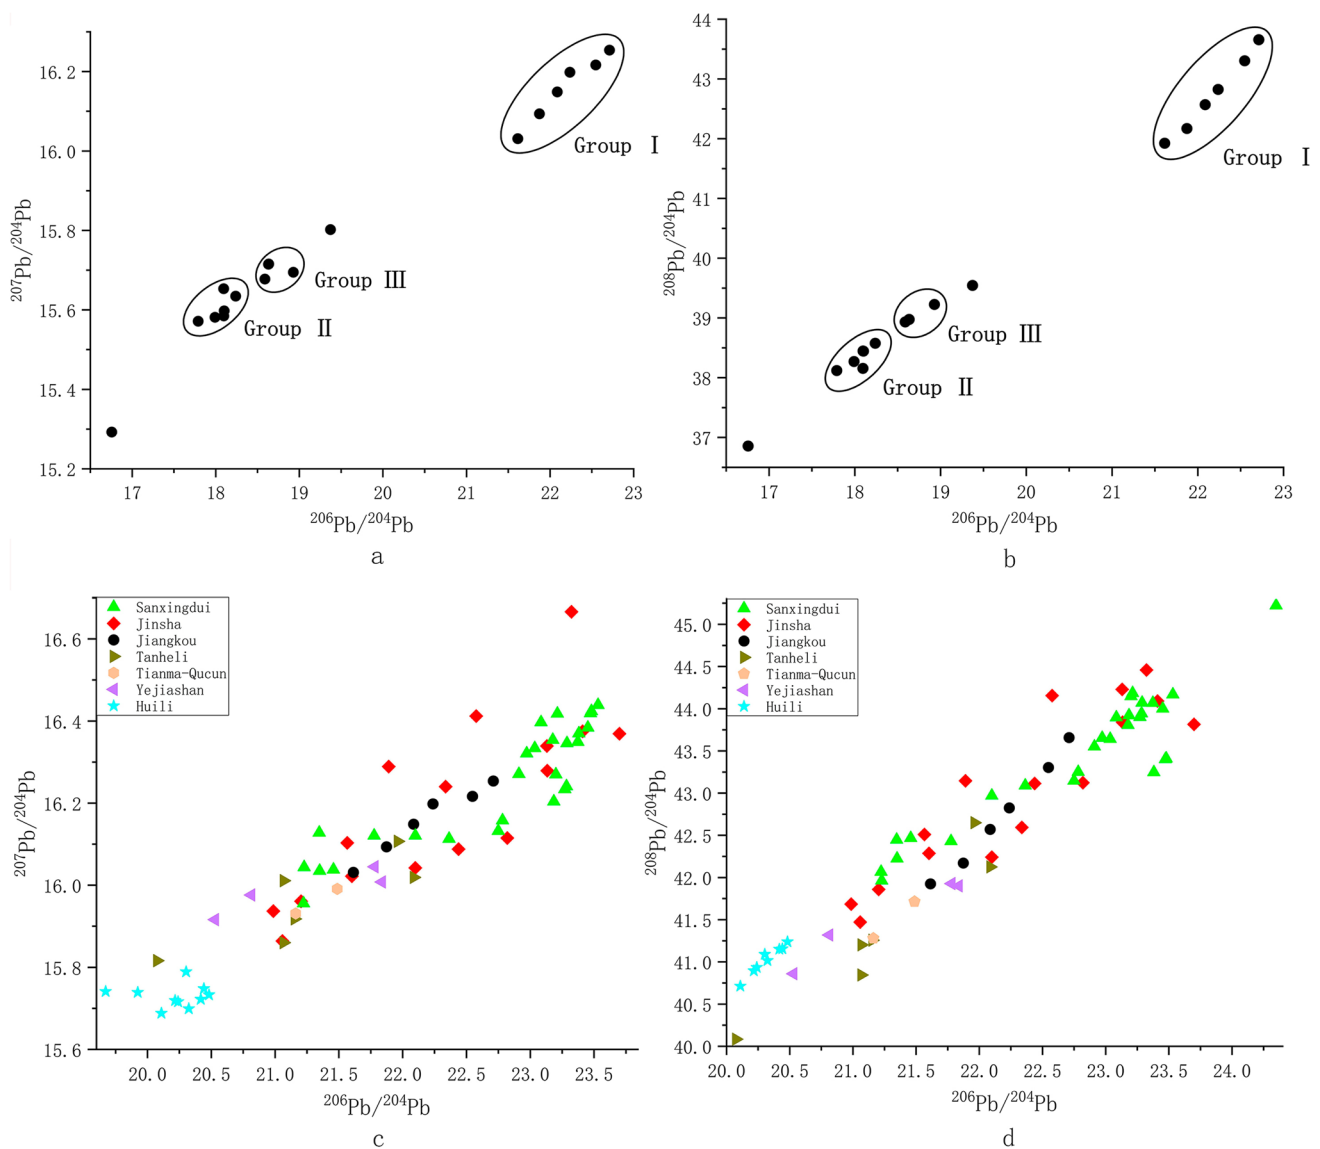 16.2
16.0
15.8
15.6
15.4
15.2
²⁰⁷Pb/²⁰⁴Pb
Group Ⅰ
Group Ⅲ
Group Ⅱ
17 18 19 20 21 22 23
²⁰⁶Pb/²⁰⁴Pb
a
44
43
42
41
40
39
38
37
²⁰⁸Pb/²⁰⁴Pb
Group Ⅰ
Group Ⅲ
Group Ⅱ
17 18 19 20 21 22 23
²⁰⁶Pb/²⁰⁴Pb
b
Sanxingdui
Jinsha
Jiangkou
Tanheli
Tianma-Qucun
Yejiashan
Huili
16.6
16.4
16.2
16.0
15.8
15.6
²⁰⁷Pb/²⁰⁴Pb
20.0 20.5 21.1 21.5 22.0 22.5 23.0 23.5
²⁰⁶Pb/²⁰⁴Pb
c
Sanxingdui
Jinsha
Jiangkou
Tanheli
Tianma-Qucun
Yejiashan
Huili
45.0
44.5
44.0
43.5
43.0
42.5
42.0
41.5
41.0
40.5
40.0
²⁰⁸Pb/²⁰⁴Pb
20.0 20.5 21.0 21.5 22.0 22.5 23.0 23.5 24.0
²⁰⁶Pb/²⁰⁴Pb
d